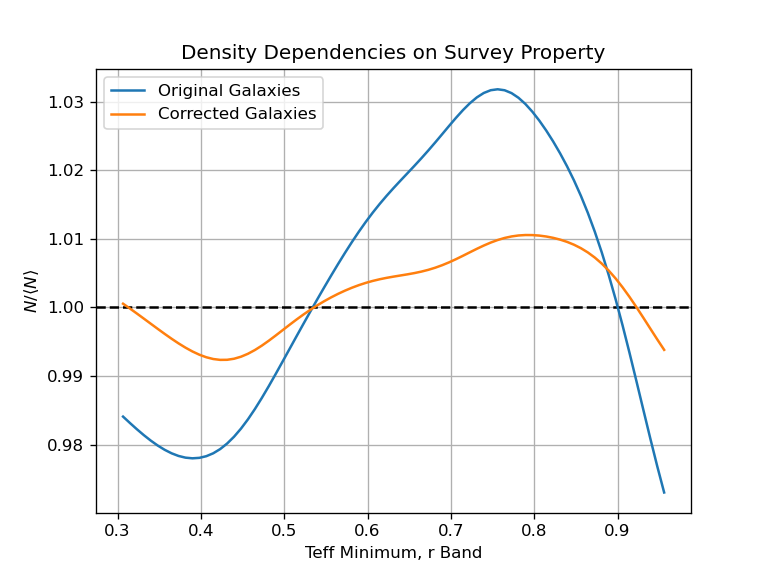 Density Dependencies on Survey Property
Original Galaxies
Corrected Galaxies
1.03
1.02
1.01
1.00
0.99
0.98
N/⟨N⟩
0.3 0.4 0.5 0.6 0.7 0.8 0.9
Teff Minimum, r Band